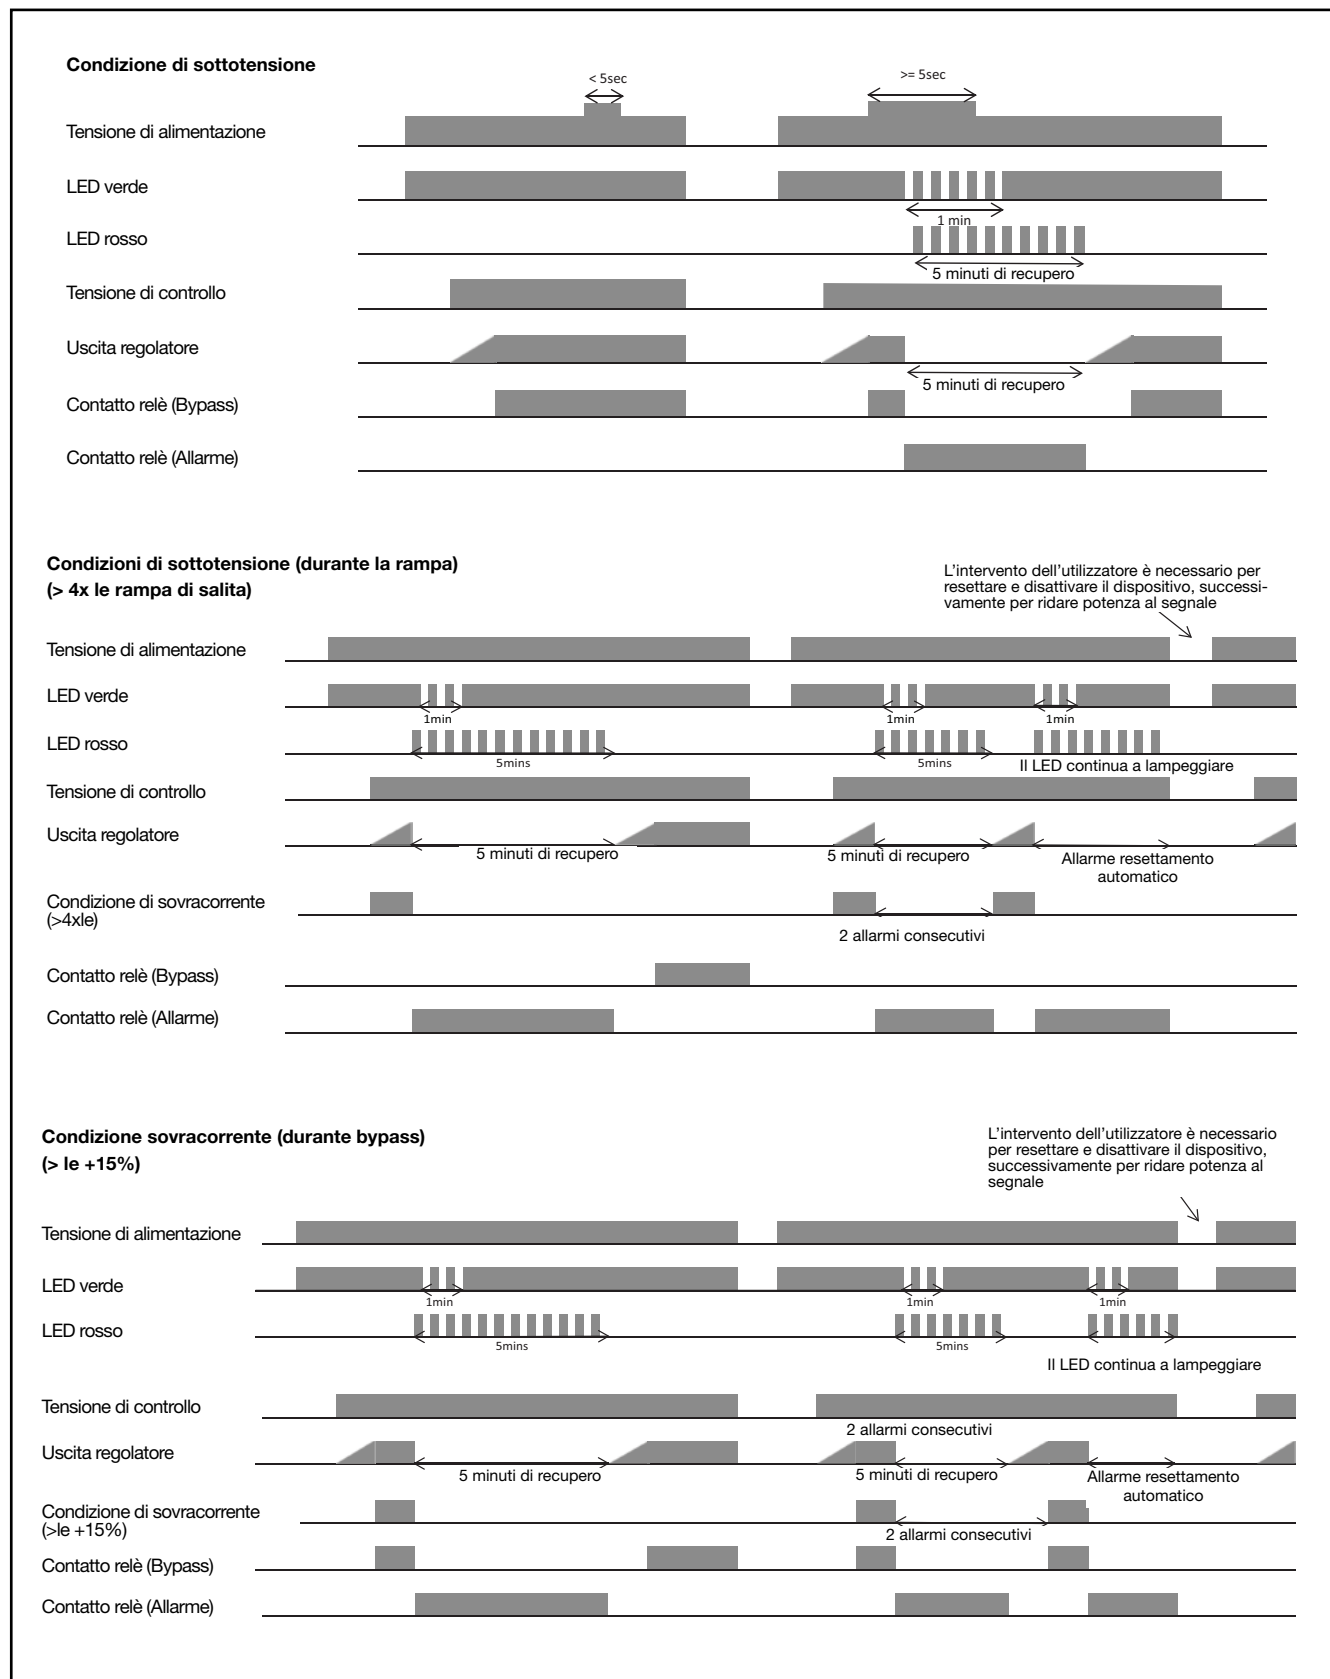 Condizione di sottotensione
< 5sec
>= 5sec
Tensione di alimentazione
LED verde
1 min
LED rosso
5 minuti di recupero
Tensione di controllo
Uscita regolatore
5 minuti di recupero
Contatto relè (Bypass)
Contatto relè (Allarme)
Condizioni di sottotensione (durante la rampa)
(> 4x le rampa di salita)
L'intervento dell'utilizzatore è necessario per
resettare e disattivare il dispositivo, successi-
vamente per ridare potenza al segnale
Tensione di alimentazione
LED verde
1min
1min
1min
LED rosso
5mins
5mins
Il LED continua a lampeggiare
Tensione di controllo
Uscita regolatore
5 minuti di recupero
5 minuti di recupero
Allarme resettamento
automatico
Condizione di sovracorrente
(>4xle)
2 allarmi consecutivi
Contatto relè (Bypass)
Contatto relè (Allarme)
Condizione sovracorrente (durante bypass)
(> le +15%)
L'intervento dell'utilizzatore è necessario
per resettare e disattivare il dispositivo,
successivamente per ridare potenza al
segnale
Tensione di alimentazione
LED verde
1min
1min
1min
LED rosso
5mins
5mins
Il LED continua a lampeggiare
Tensione di controllo
2 allarmi consecutivi
Uscita regolatore
5 minuti di recupero
5 minuti di recupero
Allarme resettamento
automatico
Condizione di sovracorrente
(>le +15%)
2 allarmi consecutivi
Contatto relè (Bypass)
Contatto relè (Allarme)